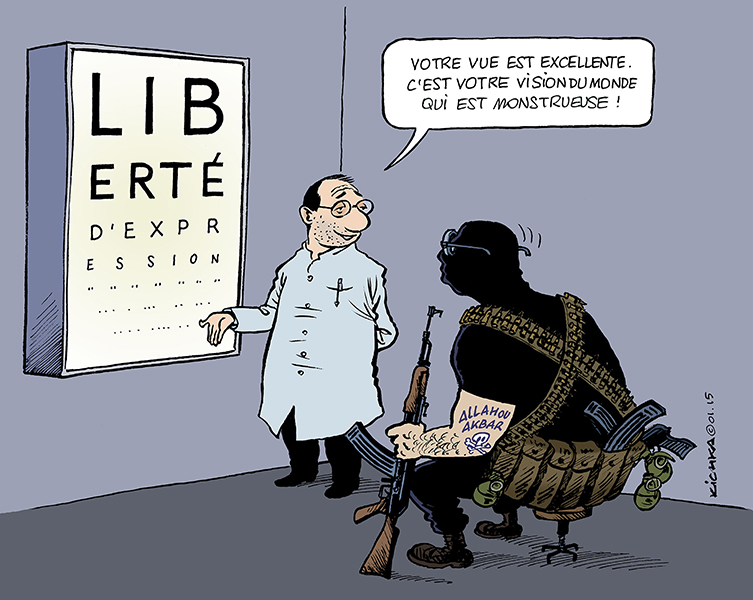 LIB
ERTÉ
D'EXPR
ESSION
VOTRE VUE EST EXCELLENTE.
C'EST VOTRE VISION DU MONDE
QUI EST MONSTRUEUSE !
ALLAHOU
AKBAR
KICHKA © 01.15